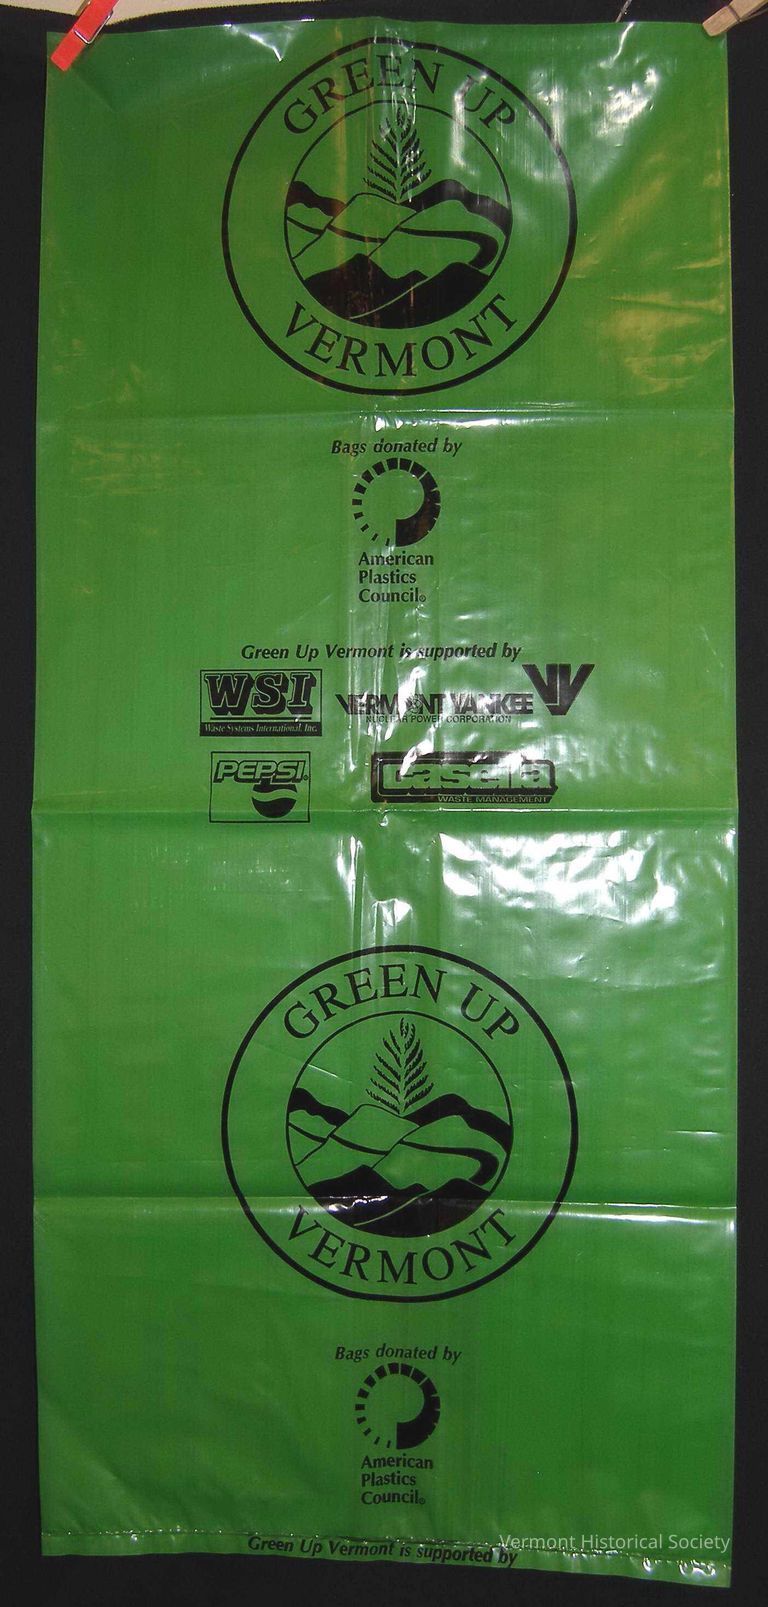 GREEN UP
VERMONT
Bags donated by
American
Plastics
Council®
Green Up Vermont is supported by
WSI
Waste Systems International, Inc.
VERMONT YANKEE
NUCLEAR POWER CORPORATION
PEPSI®
casella
WASTE MANAGEMENT
GREEN UP
VERMONT
Bags donated by
American
Plastics
Council®
Green Up Vermont is supported by
Vermont Historical Society